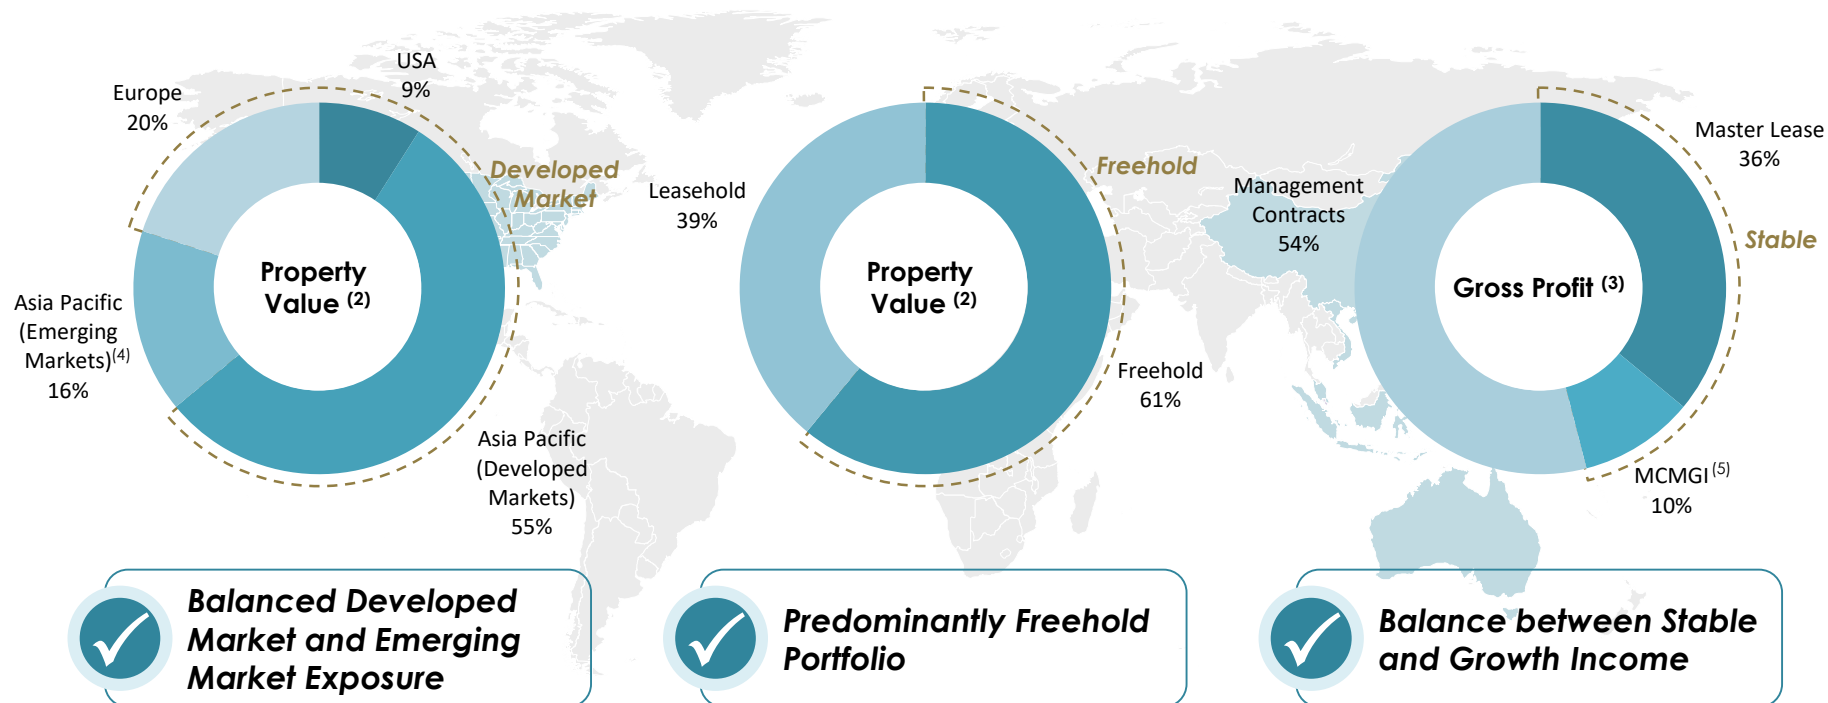 USA
9%
Europe
20%
Developed
Market
Property
Value (2)
Asia Pacific
(Emerging
Markets)(4)
16%
Asia Pacific
(Developed
Markets)
55%
Leasehold
39%
Freehold
Property
Value (2)
Freehold
61%
Management
Contracts
54%
Master Lease
36%
Stable
Gross Profit (3)
MCMGI (5)
10%
Balanced Developed
Market and Emerging
Market Exposure
Predominantly Freehold
Portfolio
Balance between Stable
and Growth Income